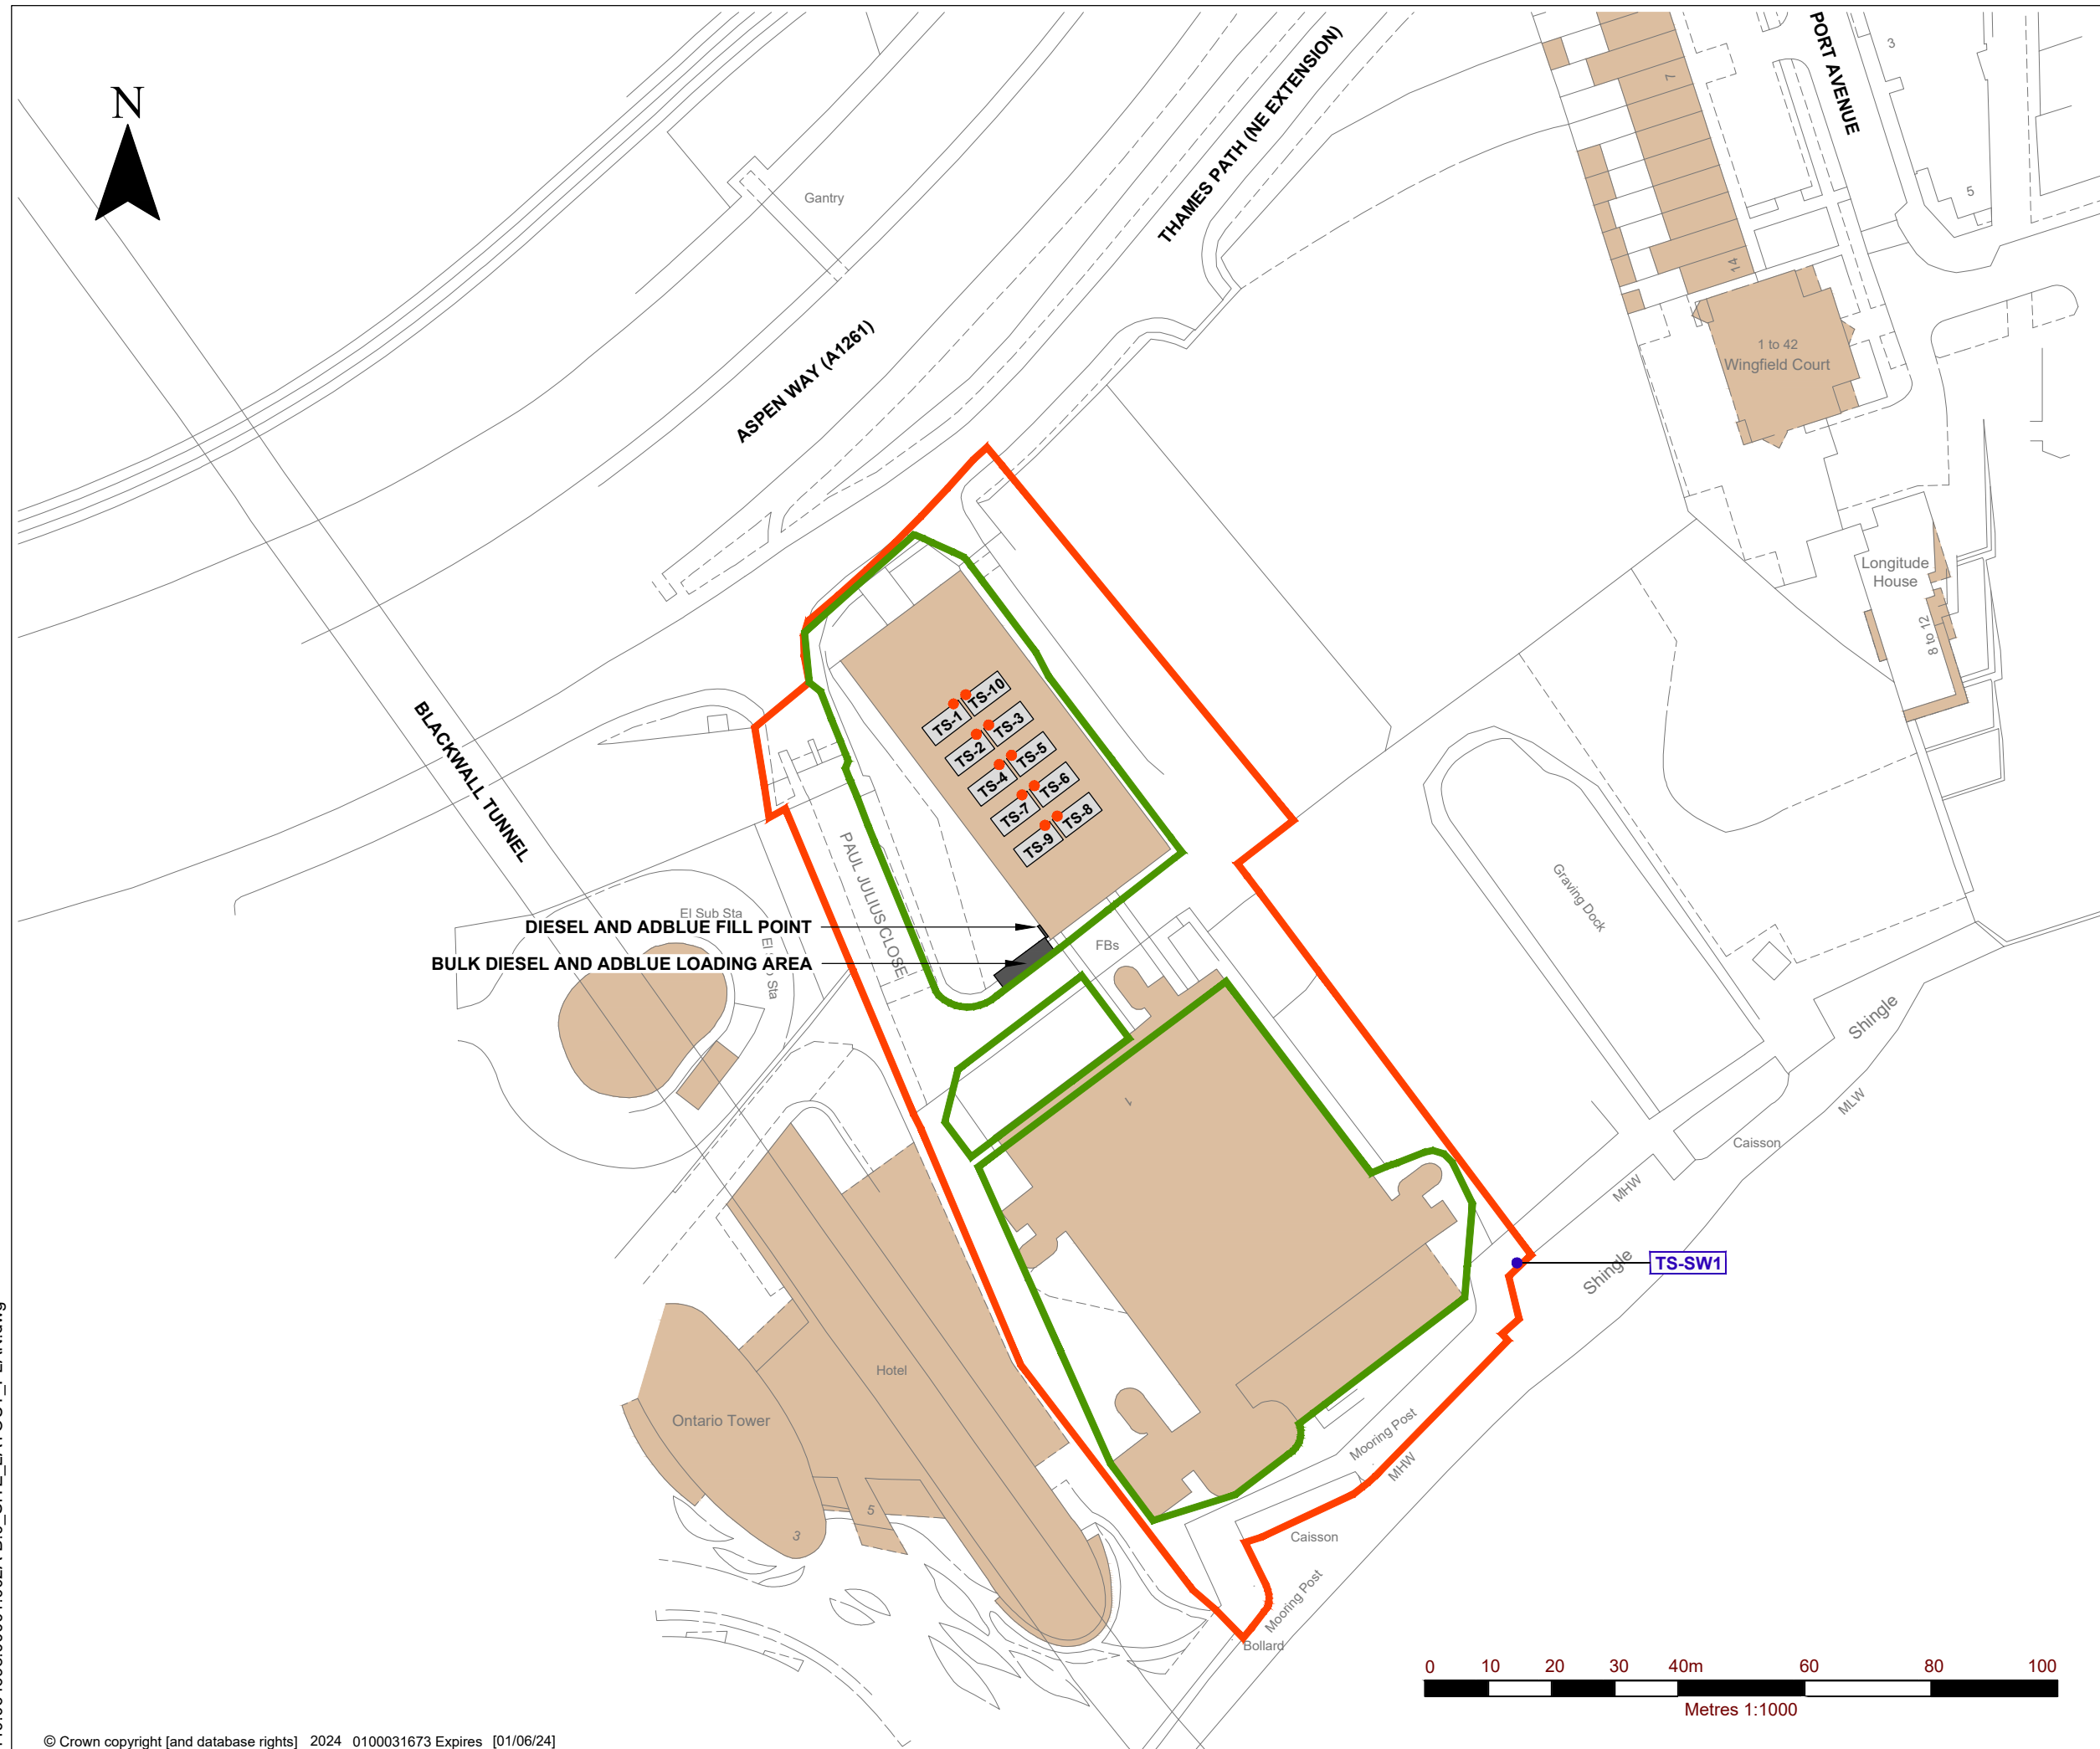 N
Gantry
ASPEN WAY (A1261)
THAMES PATH (NE EXTENSION)
PORT AVENUE
3
5
7
14
1 to 42
Wingfield Court
Longitude
House
8 to 12
BLACKWALL TUNNEL
TS-1
TS-10
TS-2
TS-3
TS-4
TS-5
TS-7
TS-6
TS-9
TS-8
PAUL JULIUS CLOSE
El Sub Sta
DIESEL AND ADBLUE FILL POINT
BULK DIESEL AND ADBLUE LOADING AREA
FBs
Graving Dock
Shingle
MLW
Caisson
MHW
Shingle
TS-SW1
1
Hotel
Ontario Tower
5
3
Mooring Post
MHW
Caisson
Mooring Post
Bollard
0 10 20 30 40m 60 80 100
Metres 1:1000
© Crown copyright [and database rights] 2024 0100031673 Expires [01/06/24]